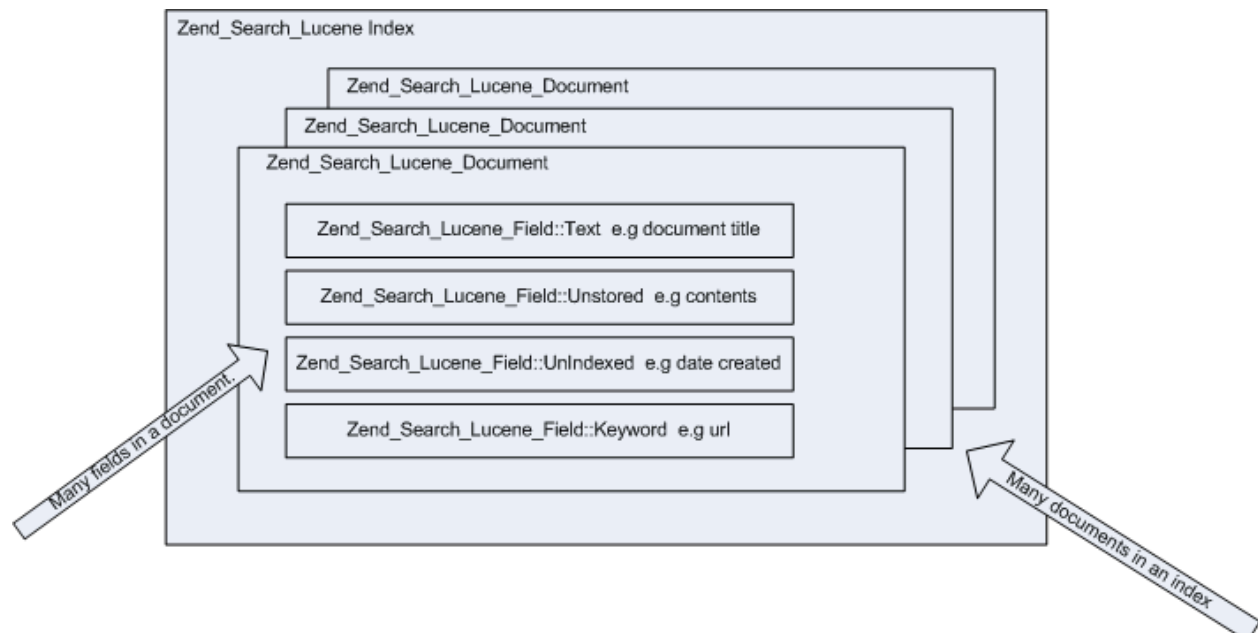 Zend_Search_Lucene Index
Zend_Search_Lucene_Document
Zend_Search_Lucene_Document
Zend_Search_Lucene_Document
Zend_Search_Lucene_Field::Text e.g document title
Zend_Search_Lucene_Field::Unstored e.g contents
Zend_Search_Lucene_Field::UnIndexed e.g date created
Zend_Search_Lucene_Field::Keyword e.g url
Many fields in a document.
Many documents in an index